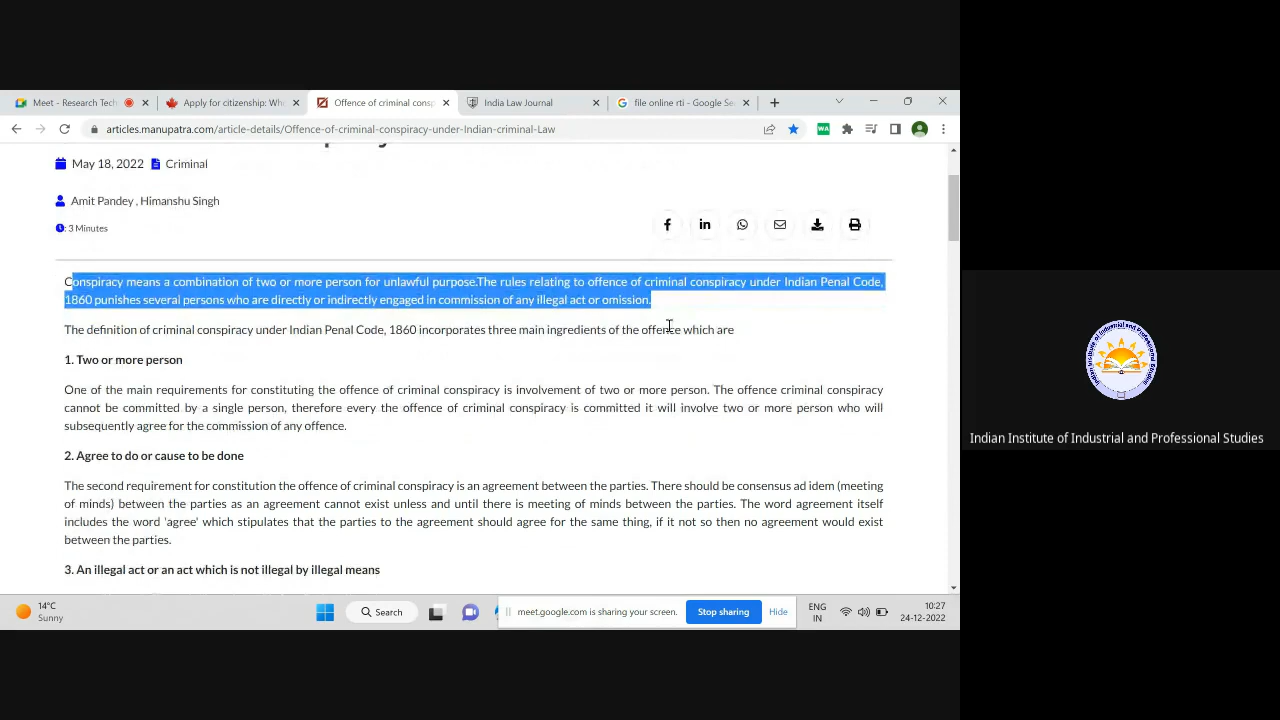 Meet - Research Tech
Apply for citizenship: Wh
Offence of criminal cons
India Law Journal
file online rti - Google Se
articles.manupatra.com/article-details/Offence-of-criminal-conspiracy-under-Indian-criminal-Law
May 18, 2022 Criminal
Amit Pandey , Himanshu Singh
: 3 Minutes
Conspiracy means a combination of two or more person for unlawful purpose.The rules relating to offence of criminal conspiracy under Indian Penal Code,
1860 punishes several persons who are directly or indirectly engaged in commission of any illegal act or omission.
The definition of criminal conspiracy under Indian Penal Code, 1860 incorporates three main ingredients of the offence which are
1. Two or more person
One of the main requirements for constituting the offence of criminal conspiracy is involvement of two or more person. The offence criminal conspiracy
cannot be committed by a single person, therefore every the offence of criminal conspiracy is committed it will involve two or more person who will
subsequently agree for the commission of any offence.
2. Agree to do or cause to be done
The second requirement for constitution the offence of criminal conspiracy is an agreement between the parties. There should be consensus ad idem (meeting
of minds) between the parties as an agreement cannot exist unless and until there is meeting of minds between the parties. The word agreement itself
includes the word 'agree' which stipulates that the parties to the agreement should agree for the same thing, if it not so then no agreement would exist
between the parties.
3. An illegal act or an act which is not illegal by illegal means
14°C
Sunny
Search
meet.google.com is sharing your screen.
Stop sharing
Hide
ENG
IN
10:27
24-12-2022
Indian Institute of Industrial and Professional Studies